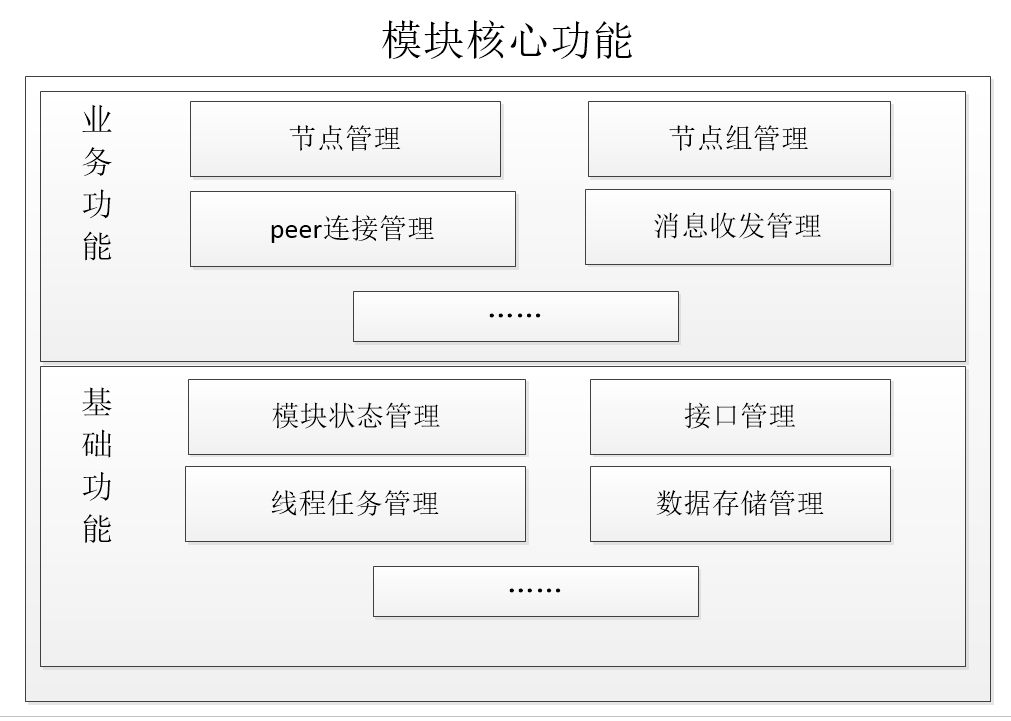 模块核心功能
业务功能
节点管理
节点组管理
peer连接管理
消息收发管理
……
基础功能
模块状态管理
接口管理
线程任务管理
数据存储管理
……